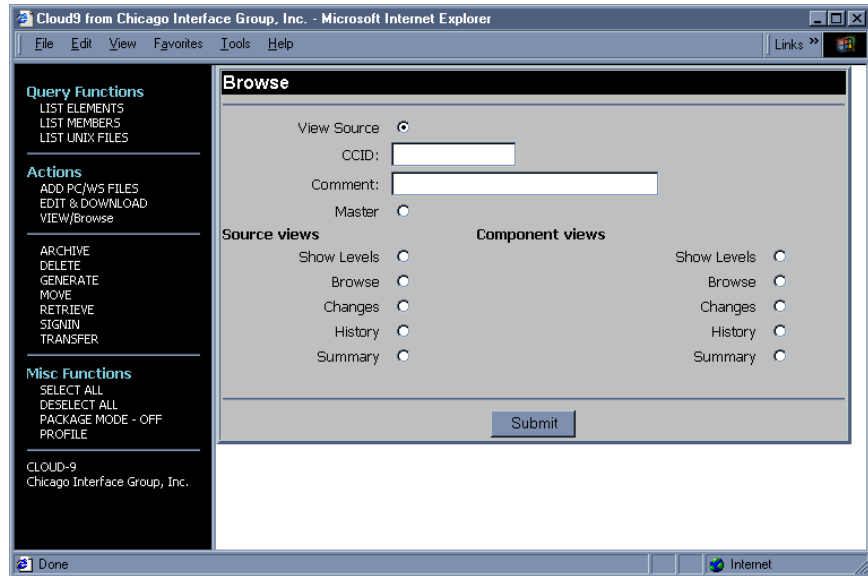 Cloud9 from Chicago Interface Group, Inc. - Microsoft Internet Explorer
File Edit View Favorites Tools Help Links »
Query Functions
LIST ELEMENTS
LIST MEMBERS
LIST UNIX FILES
Actions
ADD PC/WS FILES
EDIT & DOWNLOAD
VIEW/Browse
ARCHIVE
DELETE
GENERATE
MOVE
RETRIEVE
SIGNIN
TRANSFER
Misc Functions
SELECT ALL
DESELECT ALL
PACKAGE MODE - OFF
PROFILE
CLOUD-9
Chicago Interface Group, Inc.
Browse
View Source
CCID:
Comment:
Master
Source views Component views
Show Levels Show Levels
Browse Browse
Changes Changes
History History
Summary Summary
Submit
Done Internet